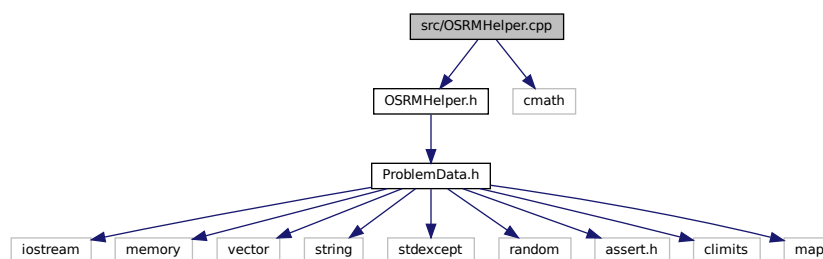 src/OSRMHelper.cpp
OSRMHelper.h cmath
ProblemData.h
iostream memory vector string stdexcept random assert.h climits map